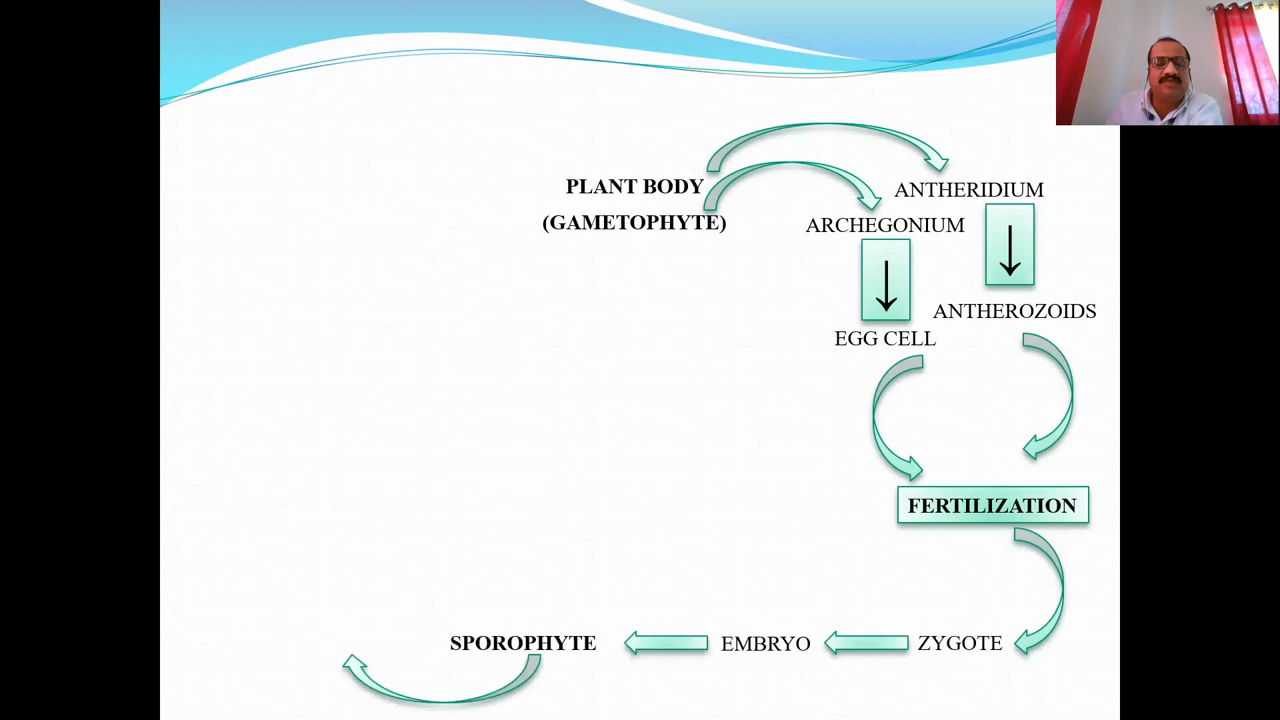 PLANT BODY
(GAMETOPHYTE)
ANTHERIDIUM
ARCHEGONIUM
ANTHEROZOIDS
EGG CELL
FERTILIZATION
SPOROPHYTE
EMBRYO
ZYGOTE